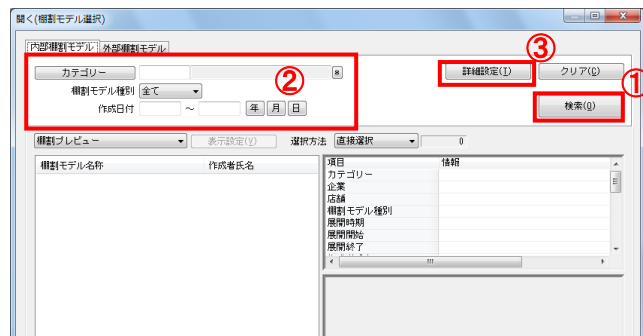 開く(棚割モデル選択)
内部棚割モデル 外部棚割モデル
③
カテゴリー ② 詳細設定(I) クリア(C) ①
棚割モデル種別 全て
作成日付 ～ 年 月 日 検索(Q)
棚割プレビュー 表示設定(V) 選択方法 直接選択 0
棚割モデル名称 作成者氏名 項目 情報
カテゴリー
企業
店舗
棚割モデル種別
展開時期
展開開始
展開終了